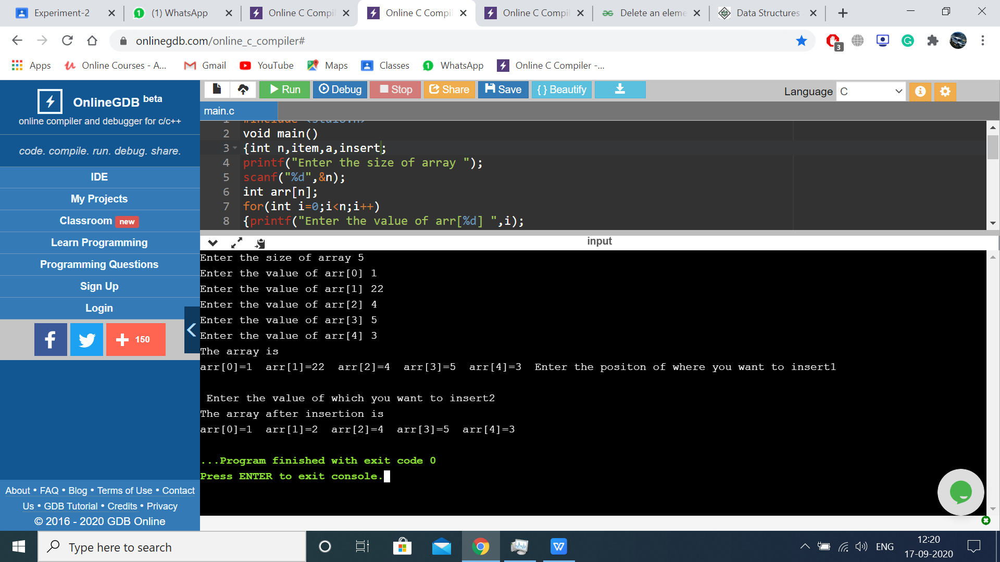 Experiment-2
(1) WhatsApp
Online C Compil
Online C Compil
Online C Compil
Delete an eleme
Data Structures
onlinegdb.com/online_c_compiler#
3
Apps
Online Courses - A...
Gmail
YouTube
Maps
Classes
WhatsApp
Online C Compiler -...
OnlineGDB beta
online compiler and debugger for c/c++
code. compile. run. debug. share.
IDE
My Projects
Classroom new
Learn Programming
Programming Questions
Sign Up
Login
150
About • FAQ • Blog • Terms of Use • Contact
Us • GDB Tutorial • Credits • Privacy
© 2016 - 2020 GDB Online
Run
Debug
Stop
Share
Save
{ } Beautify
Language C
main.c
1 #include <stdio.h>
2 void main()
3 {int n,item,a,insert;
4 printf("Enter the size of array ");
5 scanf("%d",&n);
6 int arr[n];
7 for(int i=0;i<n;i++)
8 {printf("Enter the value of arr[%d] ",i);
input
Enter the size of array 5
Enter the value of arr[0] 1
Enter the value of arr[1] 22
Enter the value of arr[2] 4
Enter the value of arr[3] 5
Enter the value of arr[4] 3
The array is
arr[0]=1  arr[1]=22  arr[2]=4  arr[3]=5  arr[4]=3  Enter the positon of where you want to insert1
Enter the value of which you want to insert2
The array after insertion is
arr[0]=1  arr[1]=2  arr[2]=4  arr[3]=5  arr[4]=3
...Program finished with exit code 0
Press ENTER to exit console.
Type here to search
ENG
12:20
17-09-2020